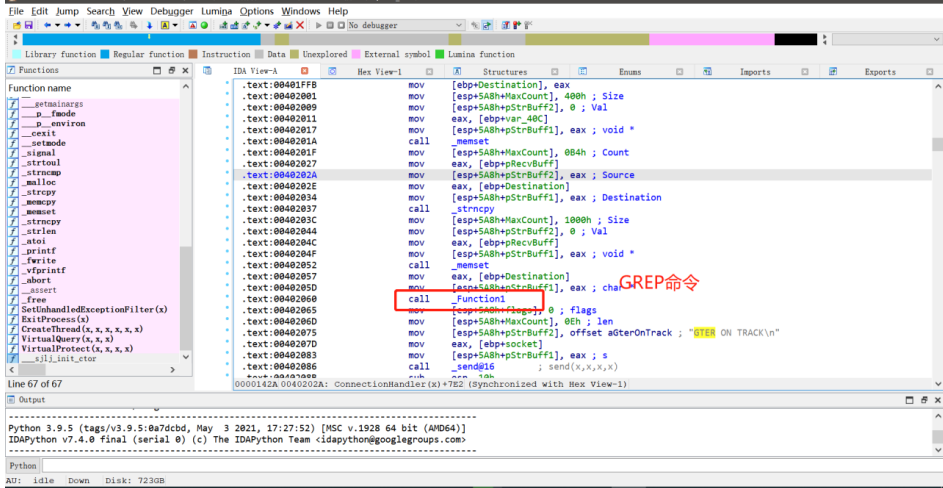 File Edit Jump Search View Debugger Lumina Options Windows Help
No debugger
Library function Regular function Instruction Data Unexplored External symbol Lumina function
Functions
IDA View-A Hex View-1 Structures Enums Imports Exports
Function name
___getmainargs
___p__fmode
___p__environ
__cexit
__setmode
_signal
_strtoul
_strncmp
_malloc
_strcpy
_memcpy
_memset
_strncpy
_strlen
_atoi
_printf
_fwrite
_vfprintf
_abort
__assert
_free
SetUnhandledExceptionFilter(x)
ExitProcess(x)
CreateThread(x,x,x,x,x,x)
VirtualQuery(x,x,x)
VirtualProtect(x,x,x,x)
___sjlj_init_ctor
Line 67 of 67
.text:00401FFB mov [ebp+Destination], eax
.text:00402001 mov [esp+5A8h+MaxCount], 400h ; Size
.text:00402009 mov [esp+5A8h+pStrBuff2], 0 ; Val
.text:00402011 mov eax, [ebp+var_40C]
.text:00402017 mov [esp+5A8h+pStrBuff1], eax ; void *
.text:0040201A call _memset
.text:0040201F mov [esp+5A8h+MaxCount], 0B4h ; Count
.text:00402027 mov eax, [ebp+pRecvBuff]
.text:0040202A mov [esp+5A8h+pStrBuff2], eax ; Source
.text:0040202E mov eax, [ebp+Destination]
.text:00402034 mov [esp+5A8h+pStrBuff1], eax ; Destination
.text:00402037 call _strncpy
.text:0040203C mov [esp+5A8h+MaxCount], 1000h ; Size
.text:00402044 mov [esp+5A8h+pStrBuff2], 0 ; Val
.text:0040204C mov eax, [ebp+pRecvBuff]
.text:0040204F mov [esp+5A8h+pStrBuff1], eax ; void *
.text:00402052 call _memset
.text:00402057 mov eax, [ebp+Destination]
.text:0040205D mov [esp+5A8h+pStrBuff1], eax ; char *
GREP命令
.text:00402060 call _Function1
.text:00402065 mov [esp+5A8h+flags], 0 ; flags
.text:0040206D mov [esp+5A8h+MaxCount], 0Eh ; len
.text:00402075 mov [esp+5A8h+pStrBuff2], offset aGterOnTrack ; "GTER ON TRACK\n"
.text:0040207D mov eax, [ebp+socket]
.text:00402083 mov [esp+5A8h+pStrBuff1], eax ; s
.text:00402086 call _send@16 ; send(x,x,x,x)
.text:0040208B sub esp, 10h
0000142A 0040202A: ConnectionHandler(x)+7E2 (Synchronized with Hex View-1)
Output
Python 3.9.5 (tags/v3.9.5:0a7dcbd, May 3 2021, 17:27:52) [MSC v.1928 64 bit (AMD64)]
IDAPython v7.4.0 final (serial 0) (c) The IDAPython Team <idapython@googlegroups.com>
Python
AU: idle Down Disk: 723GB